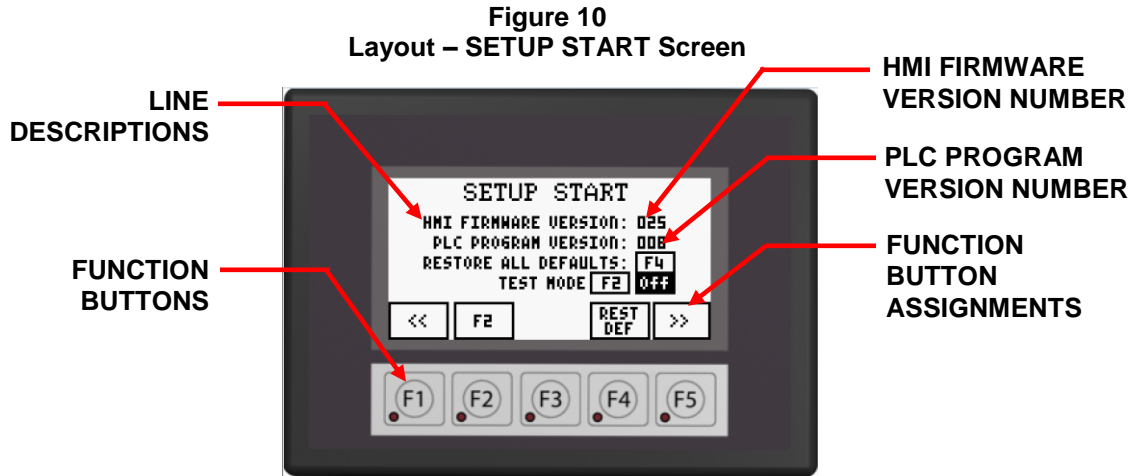 Figure 10
Layout – SETUP START Screen
HMI FIRMWARE
VERSION NUMBER
LINE
DESCRIPTIONS
PLC PROGRAM
VERSION NUMBER
SETUP START
HMI FIRMWARE VERSION: 025
PLC PROGRAM VERSION: 008
RESTORE ALL DEFAULTS: F4
TEST MODE F2 Off
<< F2 REST DEF >>
FUNCTION
BUTTONS
FUNCTION
BUTTON
ASSIGNMENTS
F1 F2 F3 F4 F5